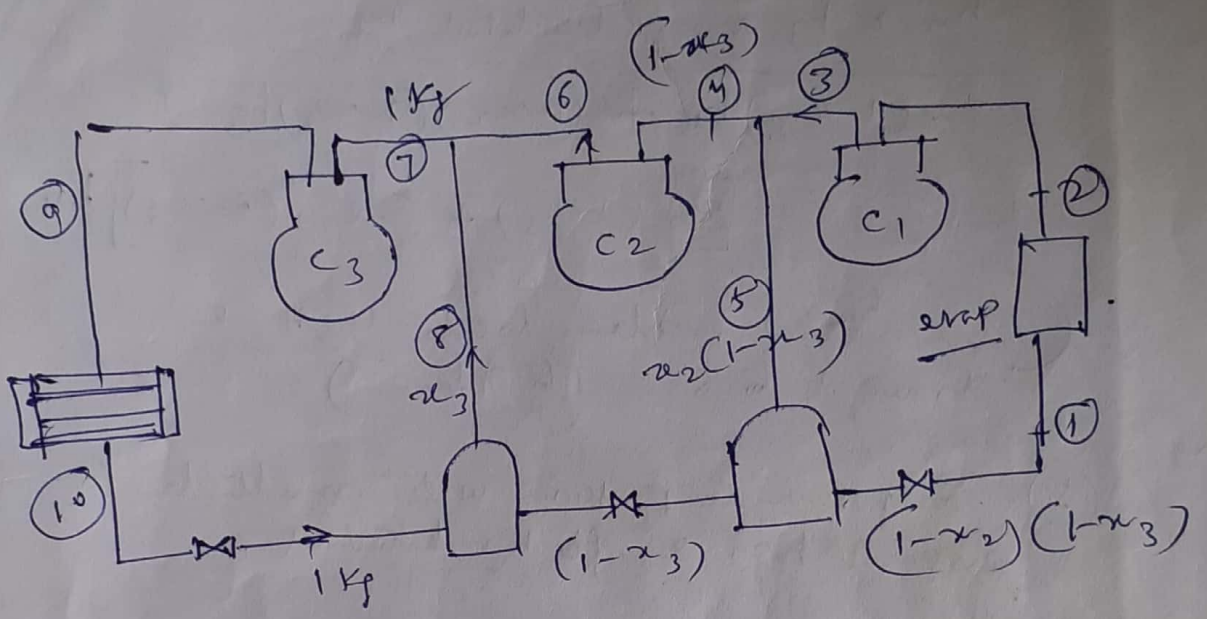 (1-x3)
1 Kg
6
4
3
7
9
C3
C2
C1
2
8
x3
5
x2(1-x3)
evap
1
10
1 Kg
(1-x3)
(1-x2)(1-x3)